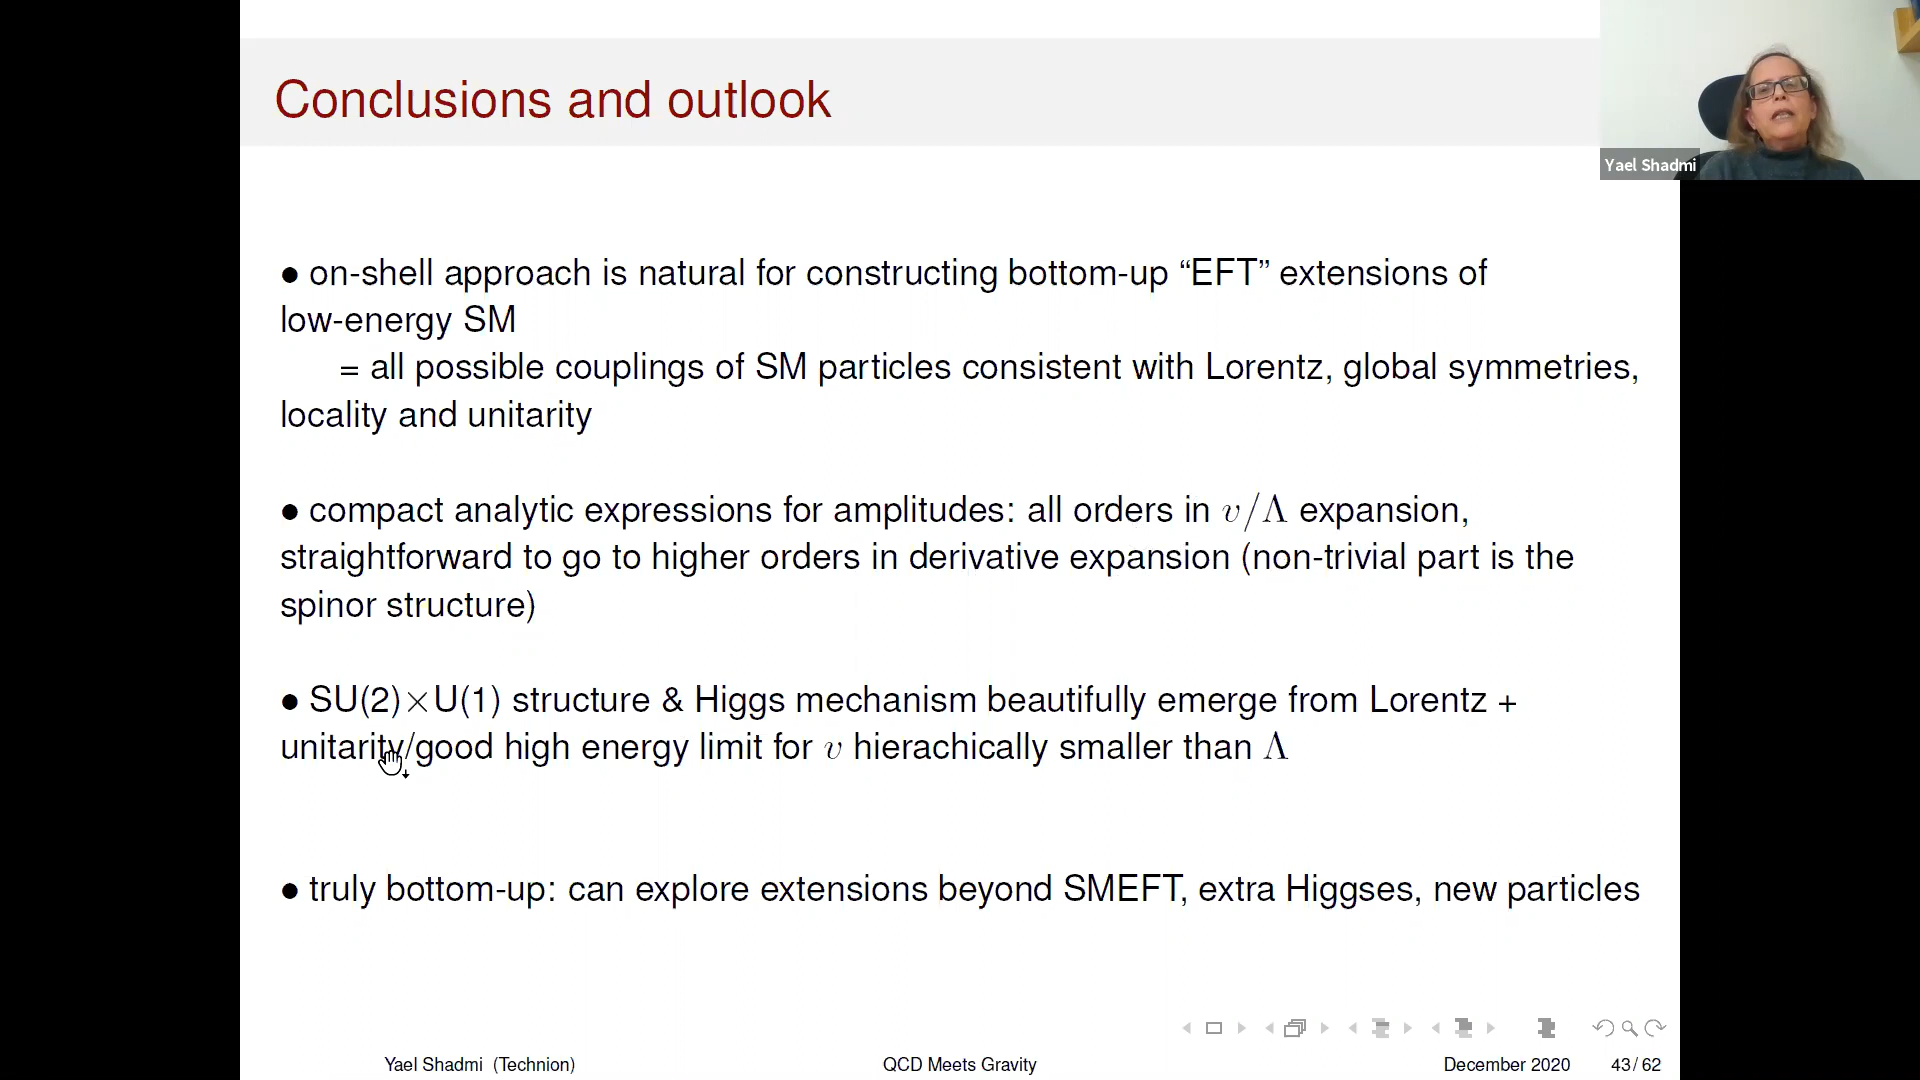 Conclusions and outlook
Yael Shadmi
● on-shell approach is natural for constructing bottom-up “EFT” extensions of
low-energy SM
= all possible couplings of SM particles consistent with Lorentz, global symmetries,
locality and unitarity
● compact analytic expressions for amplitudes: all orders in v/Λ expansion,
straightforward to go to higher orders in derivative expansion (non-trivial part is the
spinor structure)
● SU(2)×U(1) structure & Higgs mechanism beautifully emerge from Lorentz +
unitarity/good high energy limit for v hierachically smaller than Λ
● truly bottom-up: can explore extensions beyond SMEFT, extra Higgses, new particles
Yael Shadmi (Technion) QCD Meets Gravity December 2020 43 / 62